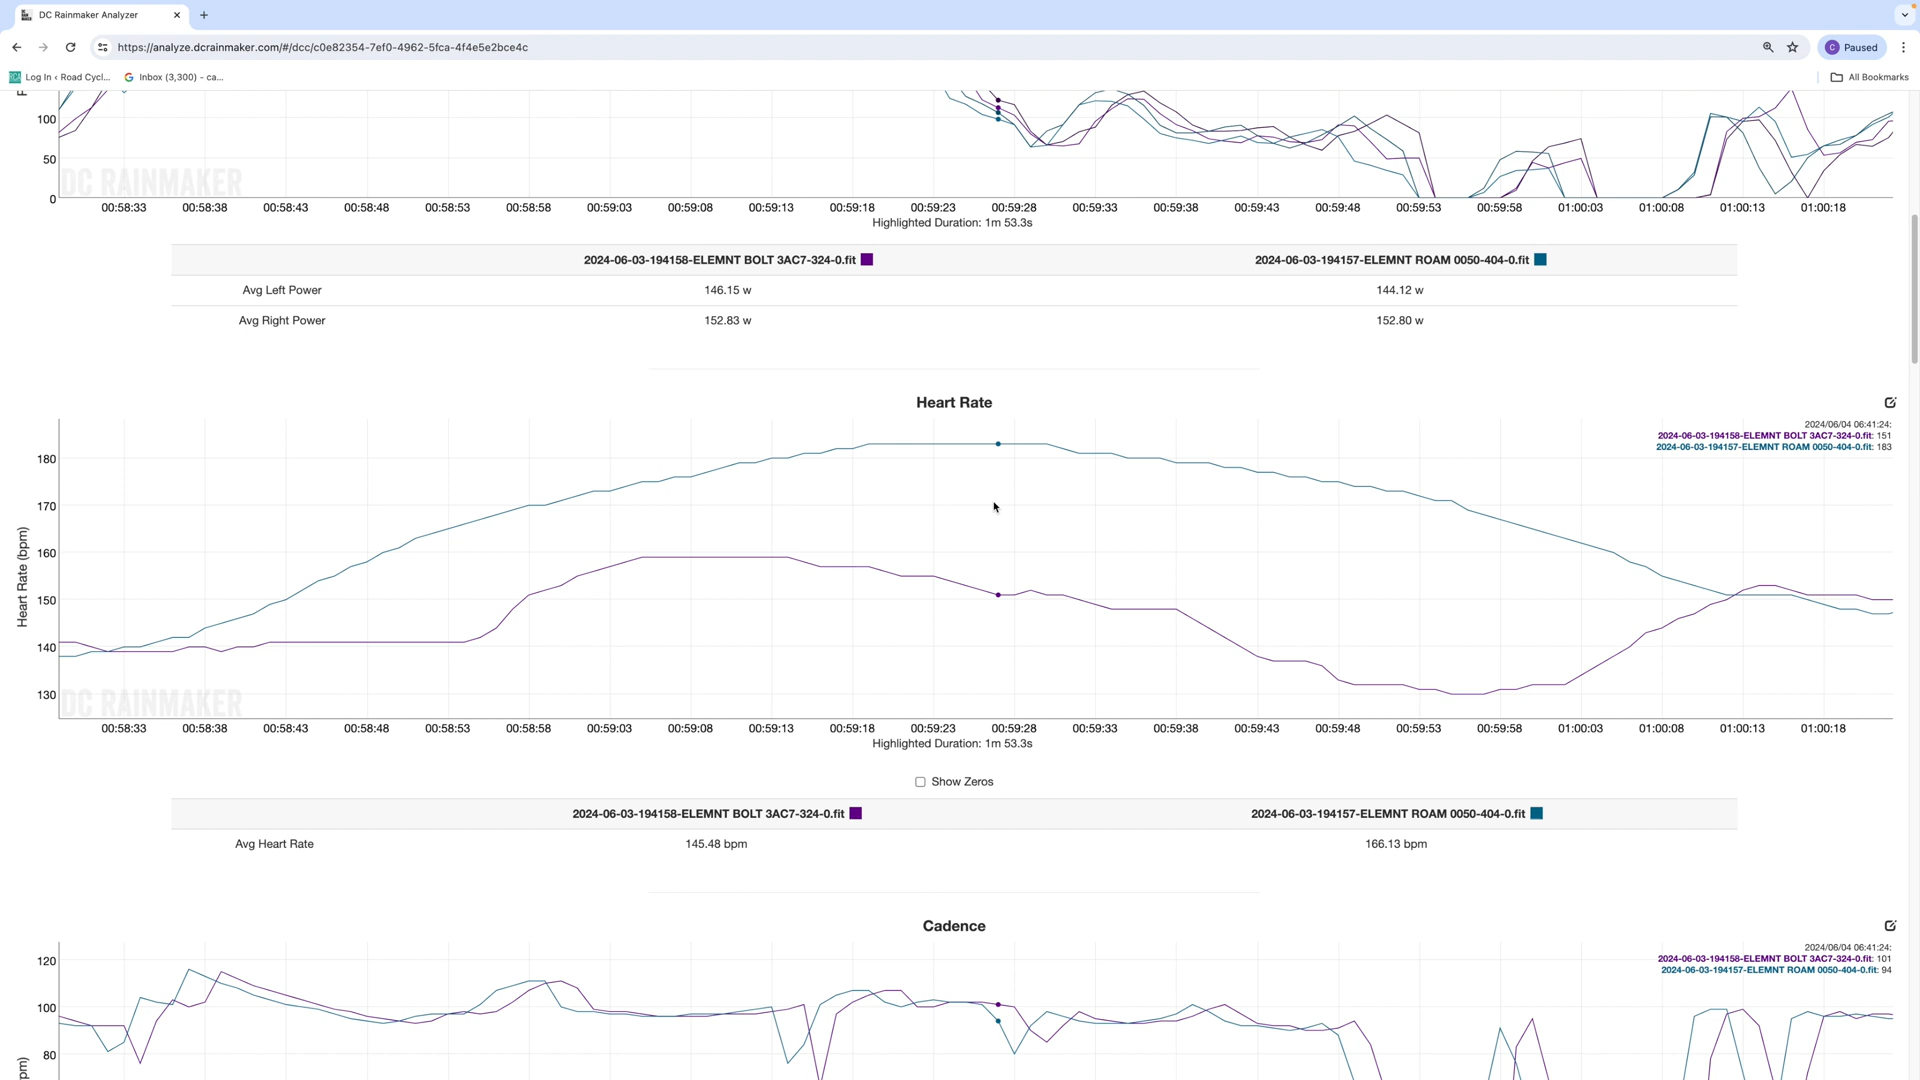 DC Rainmaker Analyzer
https://analyze.dcrainmaker.com/#/dcc/c0e82354-7ef0-4962-5fca-4f4e5e2bce4c
Paused
Log In ‹ Road Cycl...
Inbox (3,300) - ca...
All Bookmarks
100
50
0
DC RAINMAKER
00:58:33 00:58:38 00:58:43 00:58:48 00:58:53 00:58:58 00:59:03 00:59:08 00:59:13 00:59:18 00:59:23 00:59:28 00:59:33 00:59:38 00:59:43 00:59:48 00:59:53 00:59:58 01:00:03 01:00:08 01:00:13 01:00:18
Highlighted Duration: 1m 53.3s
2024-06-03-194158-ELEMNT BOLT 3AC7-324-0.fit 2024-06-03-194157-ELEMNT ROAM 0050-404-0.fit
Avg Left Power 146.15 w 144.12 w
Avg Right Power 152.83 w 152.80 w
Heart Rate
2024/06/04 06:41:24:
2024-06-03-194158-ELEMNT BOLT 3AC7-324-0.fit: 151
2024-06-03-194157-ELEMNT ROAM 0050-404-0.fit: 183
Heart Rate (bpm)
180
170
160
150
140
130
DC RAINMAKER
00:58:33 00:58:38 00:58:43 00:58:48 00:58:53 00:58:58 00:59:03 00:59:08 00:59:13 00:59:18 00:59:23 00:59:28 00:59:33 00:59:38 00:59:43 00:59:48 00:59:53 00:59:58 01:00:03 01:00:08 01:00:13 01:00:18
Highlighted Duration: 1m 53.3s
Show Zeros
2024-06-03-194158-ELEMNT BOLT 3AC7-324-0.fit 2024-06-03-194157-ELEMNT ROAM 0050-404-0.fit
Avg Heart Rate 145.48 bpm 166.13 bpm
Cadence
2024/06/04 06:41:24:
2024-06-03-194158-ELEMNT BOLT 3AC7-324-0.fit: 101
2024-06-03-194157-ELEMNT ROAM 0050-404-0.fit: 94
120
100
80